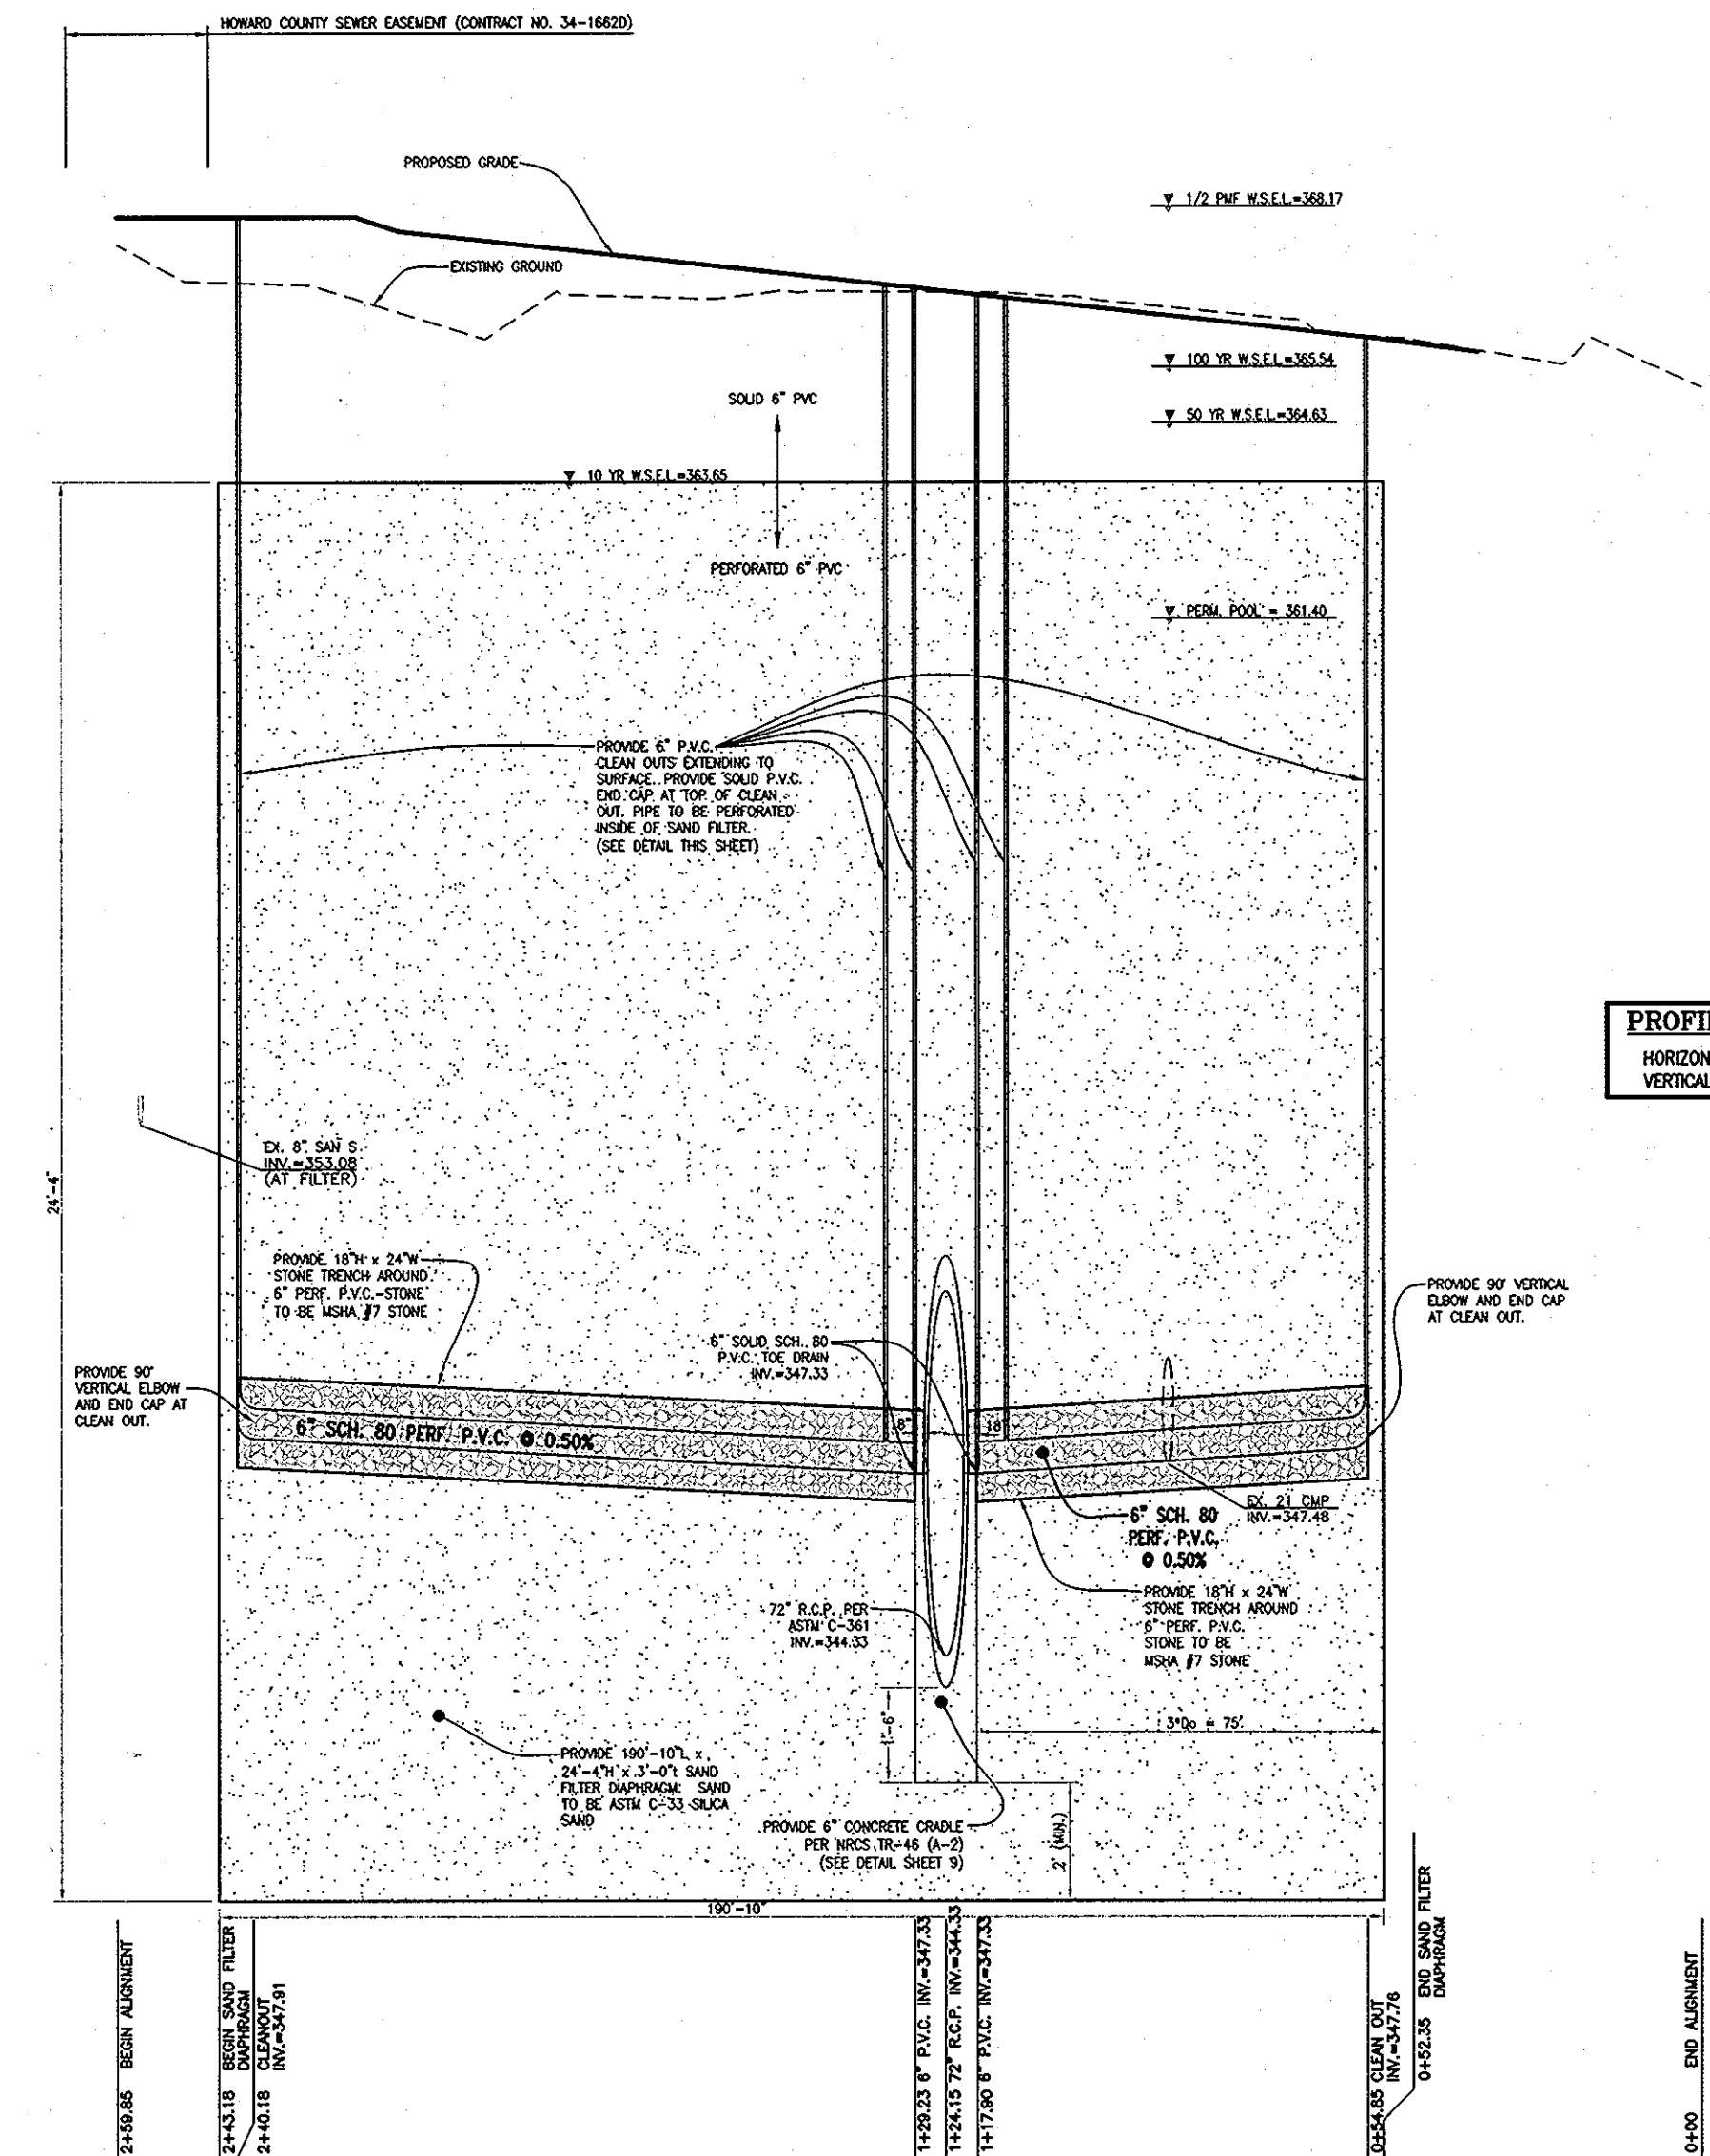 HOWARD COUNTY SEWER EASEMENT (CONTRACT NO. 34-1662D)
PROPOSED GRADE
1/2 PMF W.S.E.L.=368.17
EXISTING GROUND
100 YR W.S.E.L.=365.54
SOLID 6" PVC
50 YR W.S.E.L.=364.63
10 YR W.S.E.L.=363.65
PERFORATED 6" PVC
PERM. POOL = 361.40
PROVIDE 6" P.V.C.
CLEAN OUTS EXTENDING TO
SURFACE. PROVIDE SOLID P.V.C.
END CAP AT TOP OF CLEAN
OUT. PIPE TO BE PERFORATED
INSIDE OF SAND FILTER.
(SEE DETAIL THIS SHEET)
PROFI
HORIZON
VERTICAL
24'-4"
EX. 8" SAN S.
INV.=353.08
(AT FILTER)
PROVIDE 18"H x 24"W
STONE TRENCH AROUND
6" PERF. P.V.C.-STONE
TO BE MSHA #7 STONE
PROVIDE 90°
VERTICAL ELBOW
AND END CAP AT
CLEAN OUT.
6" SOLID SCH. 80
P.V.C. TOE DRAIN
INV.=347.33
PROVIDE 90° VERTICAL
ELBOW AND END CAP
AT CLEAN OUT.
6" SCH. 80 PERF. P.V.C. @ 0.50%
18"
18"
EX. 21 CMP
INV.=347.48
6" SCH. 80
PERF. P.V.C.
@ 0.50%
72" R.C.P. PER
ASTM C-361
INV.=344.33
PROVIDE 18"H x 24"W
STONE TRENCH AROUND
6" PERF. P.V.C.
STONE TO BE
MSHA #7 STONE
1'-6"
3*Do = 75'
PROVIDE 190'-10"L x
24'-4"H x 3'-0"t SAND
FILTER DIAPHRAGM: SAND
TO BE ASTM C-33 SILICA
SAND
PROVIDE 6" CONCRETE CRADLE
PER NRCS TR-46 (A-2)
(SEE DETAIL SHEET 9)
2' (MIN.)
190'-10"
2+59.85 BEGIN ALIGNMENT
2+43.18 BEGIN SAND FILTER
DIAPHRAGM
2+40.18 CLEANOUT
INV.=347.91
1+29.23 6" P.V.C. INV.=347.33
1+24.15 72" R.C.P. INV.=344.33
1+17.90 6" P.V.C. INV.=347.33
0+54.85 CLEAN OUT
INV.=347.76
0+52.35 END SAND FILTER
DIAPHRAGM
0+00 END ALIGNMENT